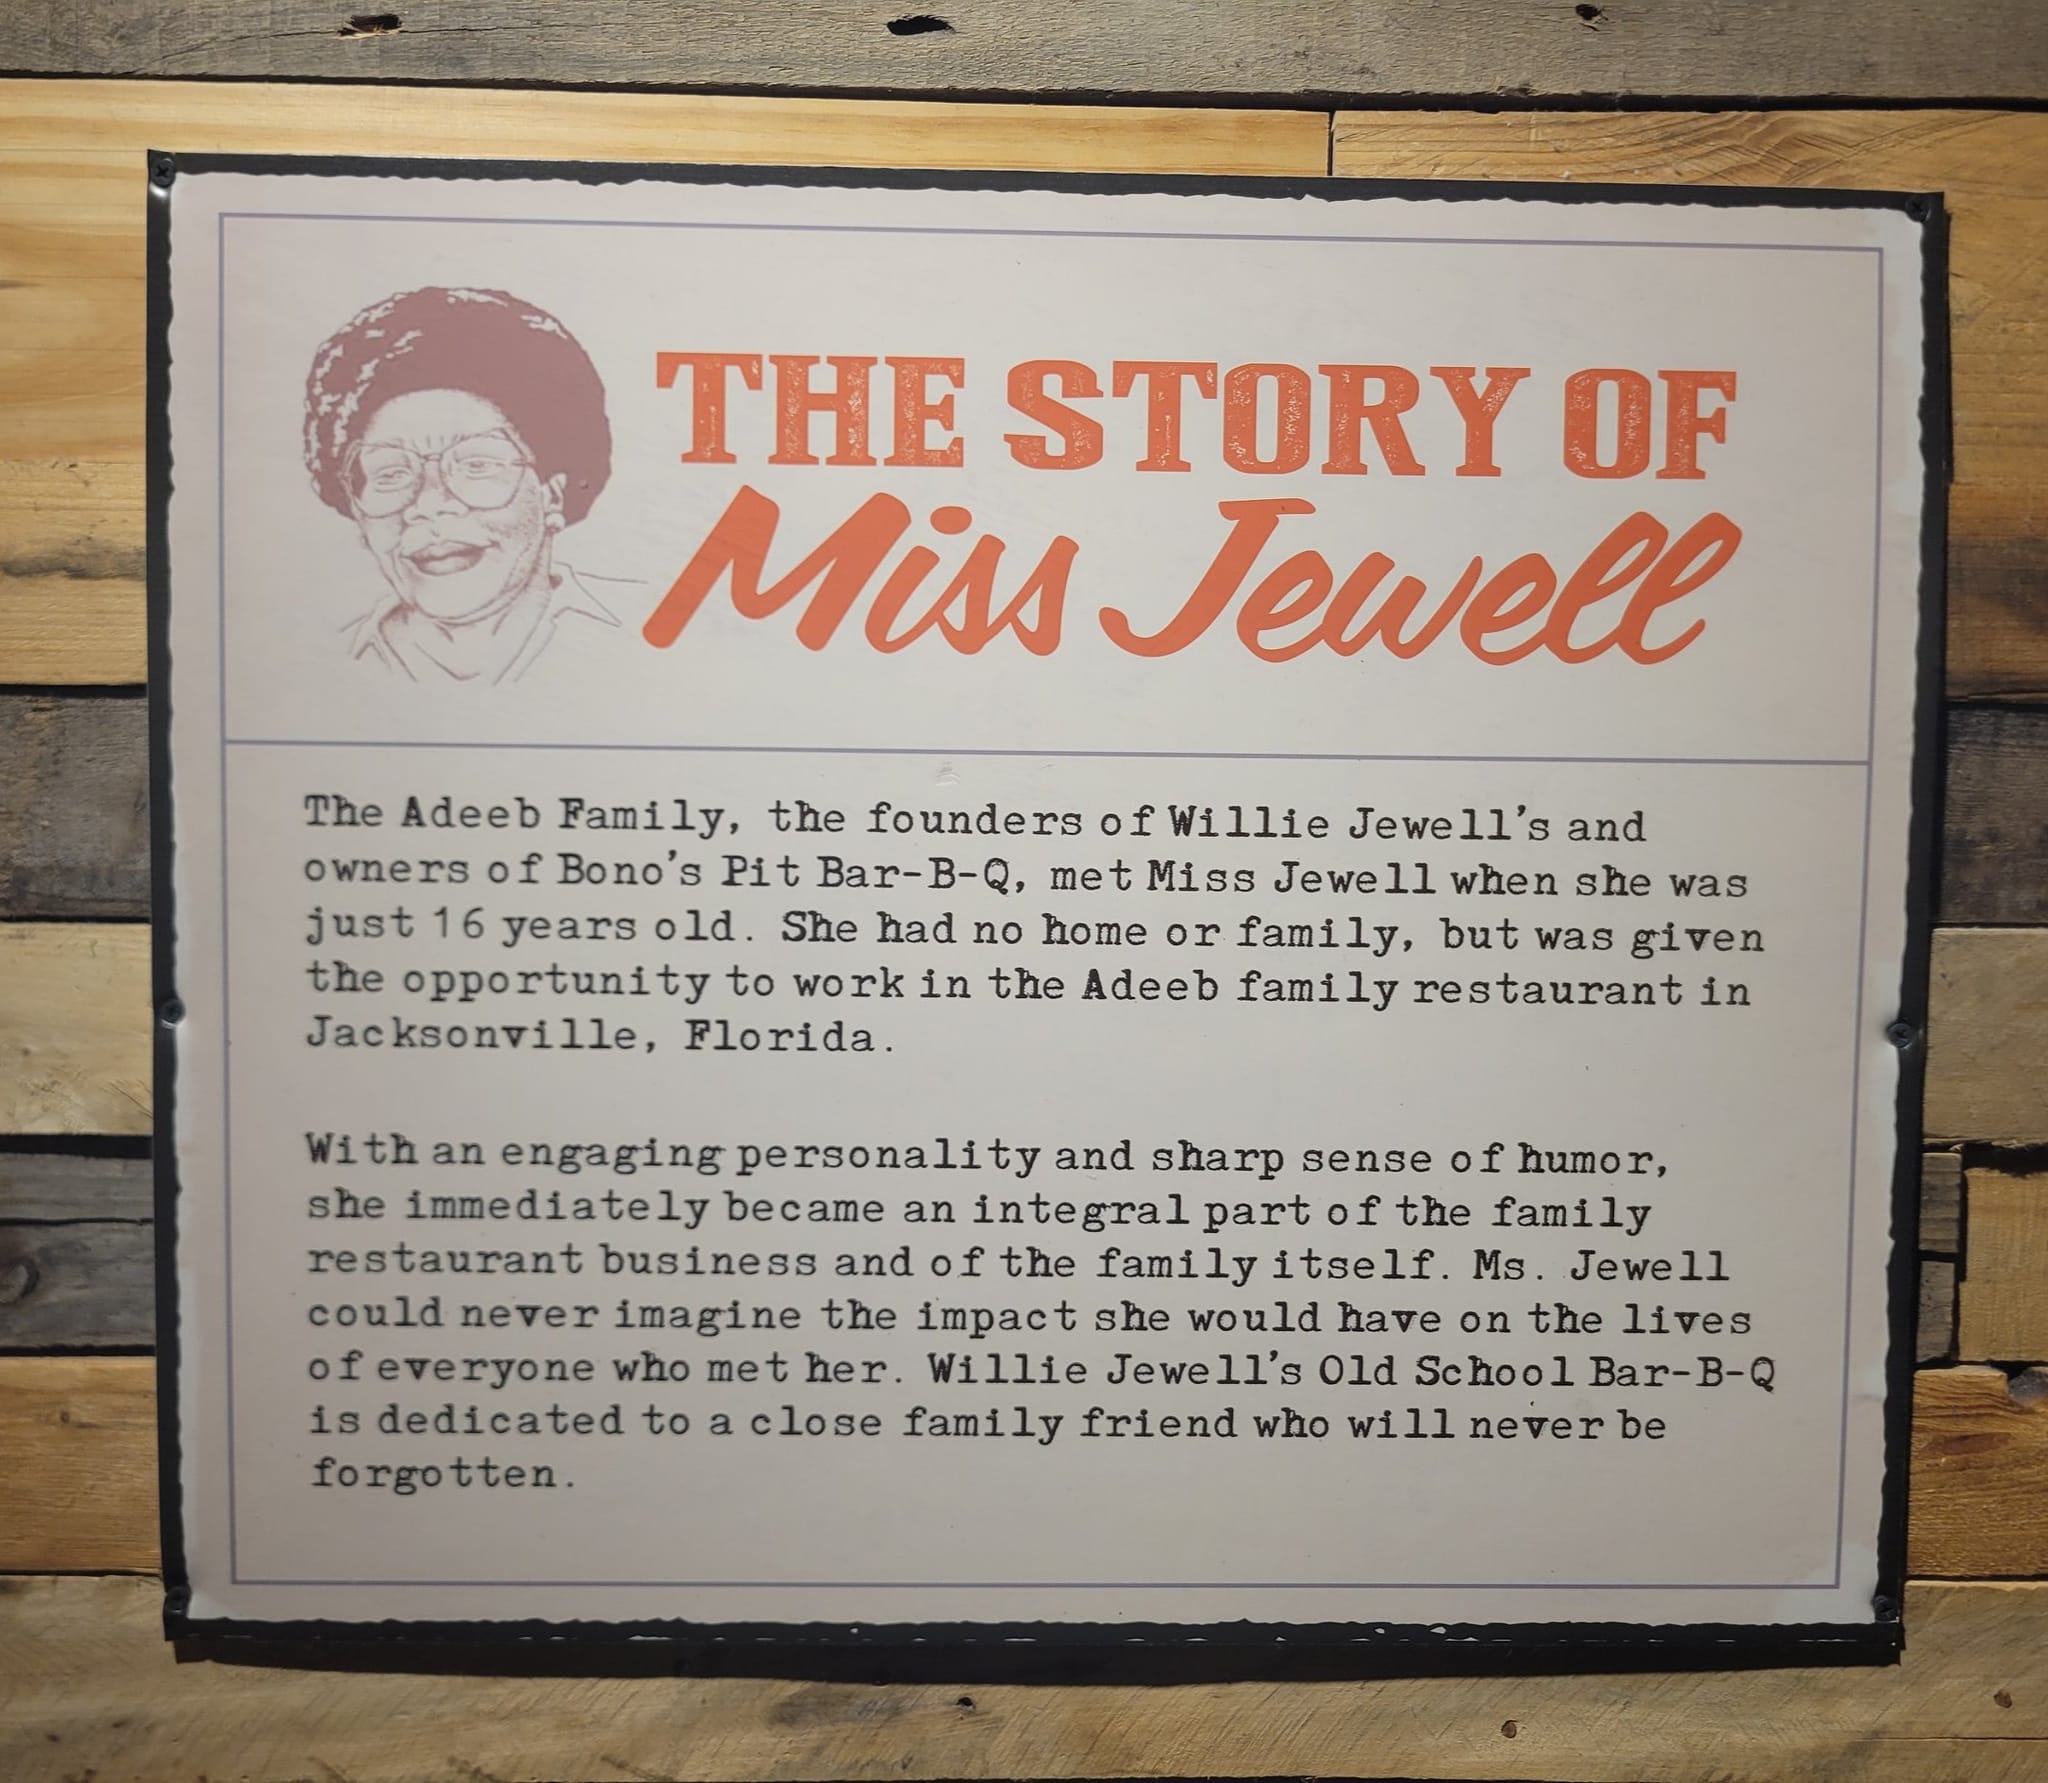 THE STORY OF
Miss Jewell
The Adeeb Family, the founders of Willie Jewell's and
owners of Bono's Pit Bar-B-Q, met Miss Jewell when she was
just 16 years old. She had no home or family, but was given
the opportunity to work in the Adeeb family restaurant in
Jacksonville, Florida.
With an engaging personality and sharp sense of humor,
she immediately became an integral part of the family
restaurant business and of the family itself. Ms. Jewell
could never imagine the impact she would have on the lives
of everyone who met her. Willie Jewell's Old School Bar-B-Q
is dedicated to a close family friend who will never be
forgotten.